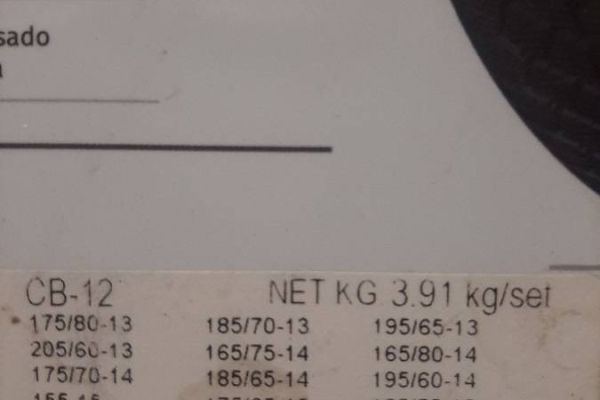 sado
a
CB-12 NET KG 3.91 kg/set
175/80-13 185/70-13 195/65-13
205/60-13 165/75-14 165/80-14
175/70-14 185/65-14 195/60-14